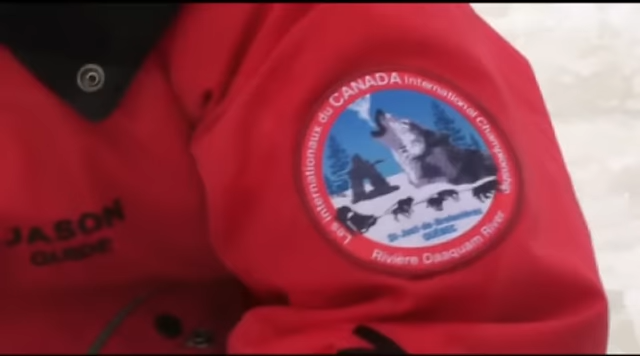 JASON
GUIDE
Les Internationaux du CANADA International Championship
St-Just-de-Bretenières
QUÉBEC
Rivière Daaquam River